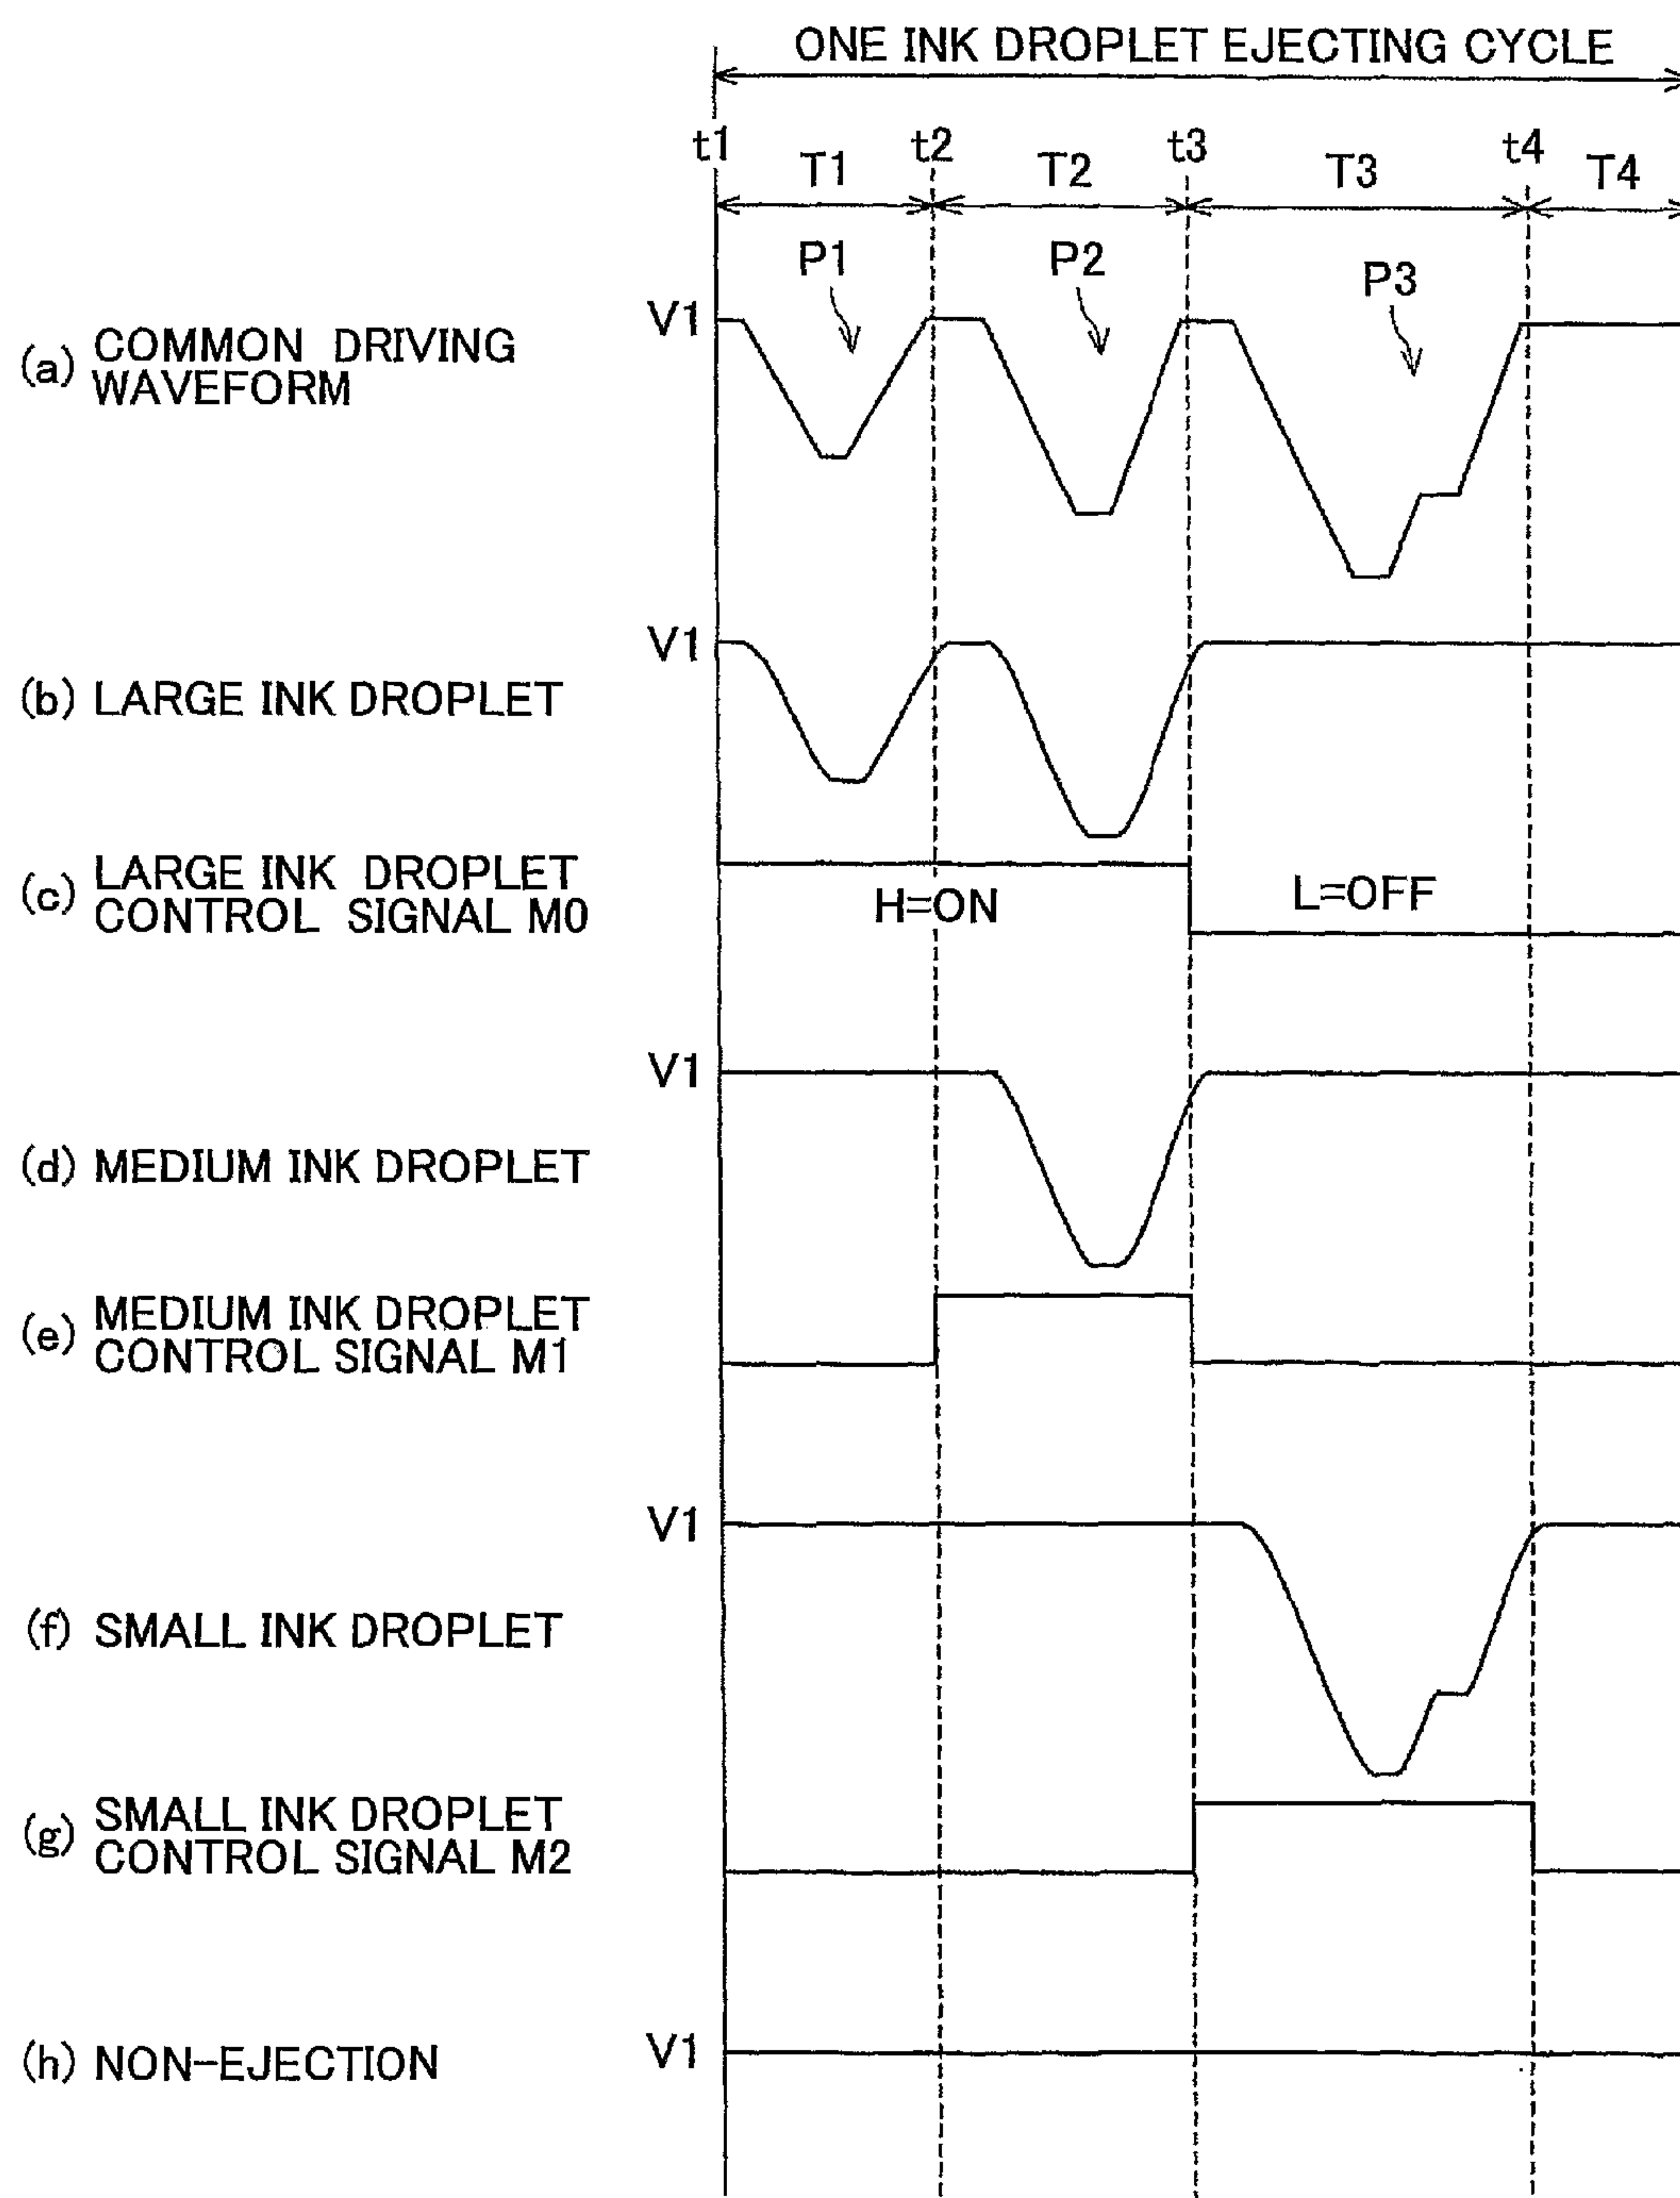 ONE INK DROPLET EJECTING CYCLE
t1 t2 t3 t4
T1 T2 T3 T4
P1 P2 P3
V1
(a) COMMON DRIVING
WAVEFORM
V1
(b) LARGE INK DROPLET
(c) LARGE INK DROPLET
CONTROL SIGNAL M0
H=ON L=OFF
V1
(d) MEDIUM INK DROPLET
(e) MEDIUM INK DROPLET
CONTROL SIGNAL M1
V1
(f) SMALL INK DROPLET
(g) SMALL INK DROPLET
CONTROL SIGNAL M2
(h) NON-EJECTION
V1